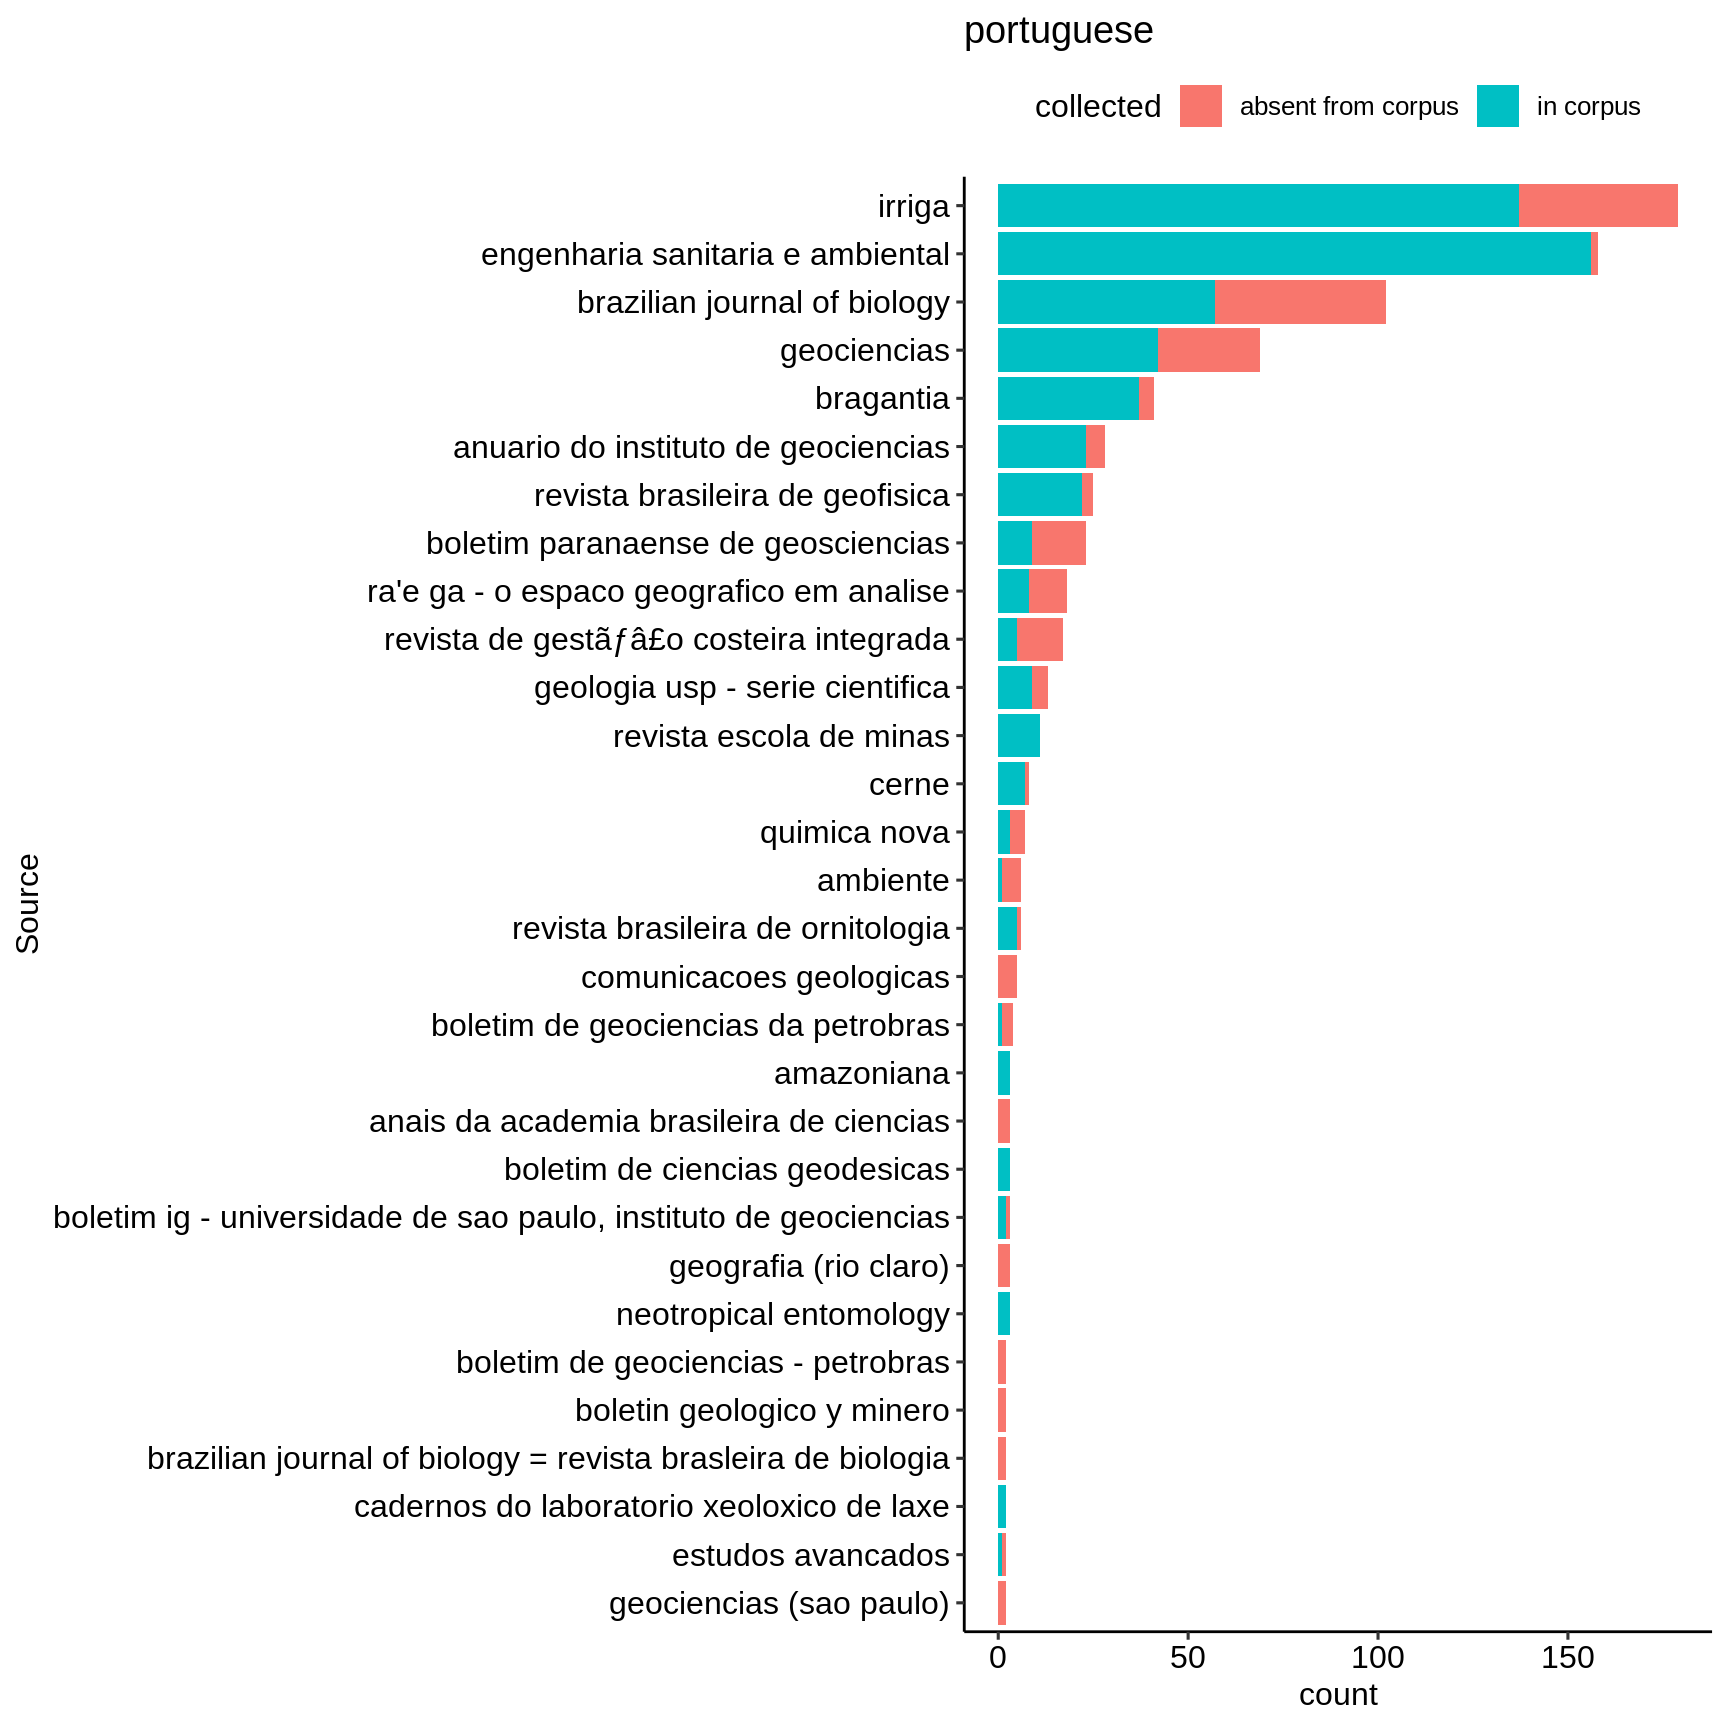 portuguese
collected absent from corpus in corpus
irriga
engenharia sanitaria e ambiental
brazilian journal of biology
geociencias
bragantia
anuario do instituto de geociencias
revista brasileira de geofisica
boletim paranaense de geosciencias
ra'e ga - o espaco geografico em analise
revista de gestãƒâ£o costeira integrada
geologia usp - serie cientifica
revista escola de minas
cerne
quimica nova
ambiente
revista brasileira de ornitologia
comunicacoes geologicas
boletim de geociencias da petrobras
amazoniana
anais da academia brasileira de ciencias
boletim de ciencias geodesicas
boletim ig - universidade de sao paulo, instituto de geociencias
geografia (rio claro)
neotropical entomology
boletim de geociencias - petrobras
boletin geologico y minero
brazilian journal of biology = revista brasleira de biologia
cadernos do laboratorio xeoloxico de laxe
estudos avancados
geociencias (sao paulo)
Source
0 50 100 150
count